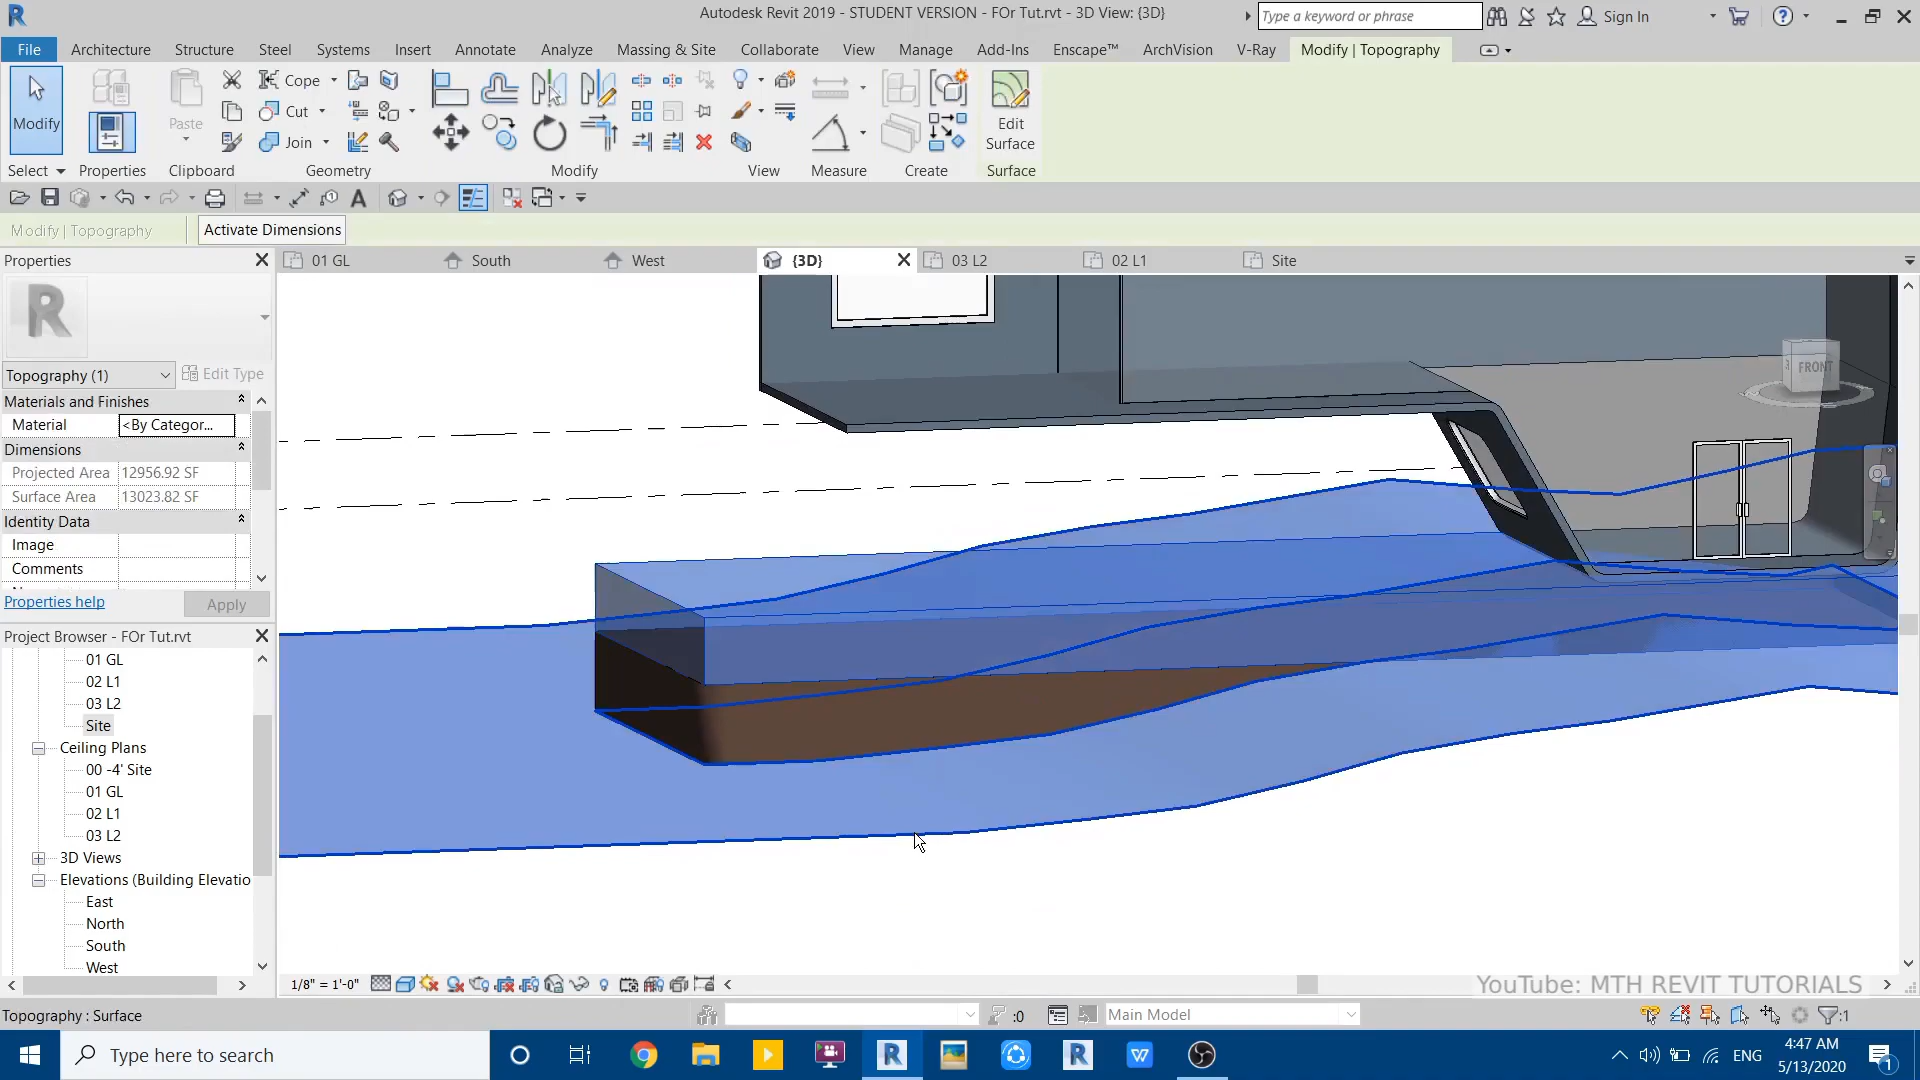 Autodesk Revit 2019 - STUDENT VERSION - FOr Tut.rvt - 3D View: {3D}
Type a keyword or phrase
Sign In
File Architecture Structure Steel Systems Insert Annotate Analyze Massing & Site Collaborate View Manage Add-Ins Enscape™ ArchVision V-Ray Modify | Topography
Modify
Paste
Cope
Cut
Join
Edit
Surface
Select Properties Clipboard Geometry Modify View Measure Create Surface
Modify | Topography
Activate Dimensions
Properties
01 GL
South
West
{3D}
03 L2
02 L1
Site
Topography (1)
Edit Type
Materials and Finishes
Material <By Categor...
Dimensions
Projected Area 12956.92 SF
Surface Area 13023.82 SF
Identity Data
Image
Comments
Properties help
Apply
FRONT
Project Browser - FOr Tut.rvt
01 GL
02 L1
03 L2
Site
Ceiling Plans
00 -4' Site
01 GL
02 L1
03 L2
3D Views
Elevations (Building Elevatio
East
North
South
West
1/8" = 1'-0"
YouTube: MTH REVIT TUTORIALS
Topography : Surface
:0
Main Model
:1
Type here to search
ENG
4:47 AM
5/13/2020
1